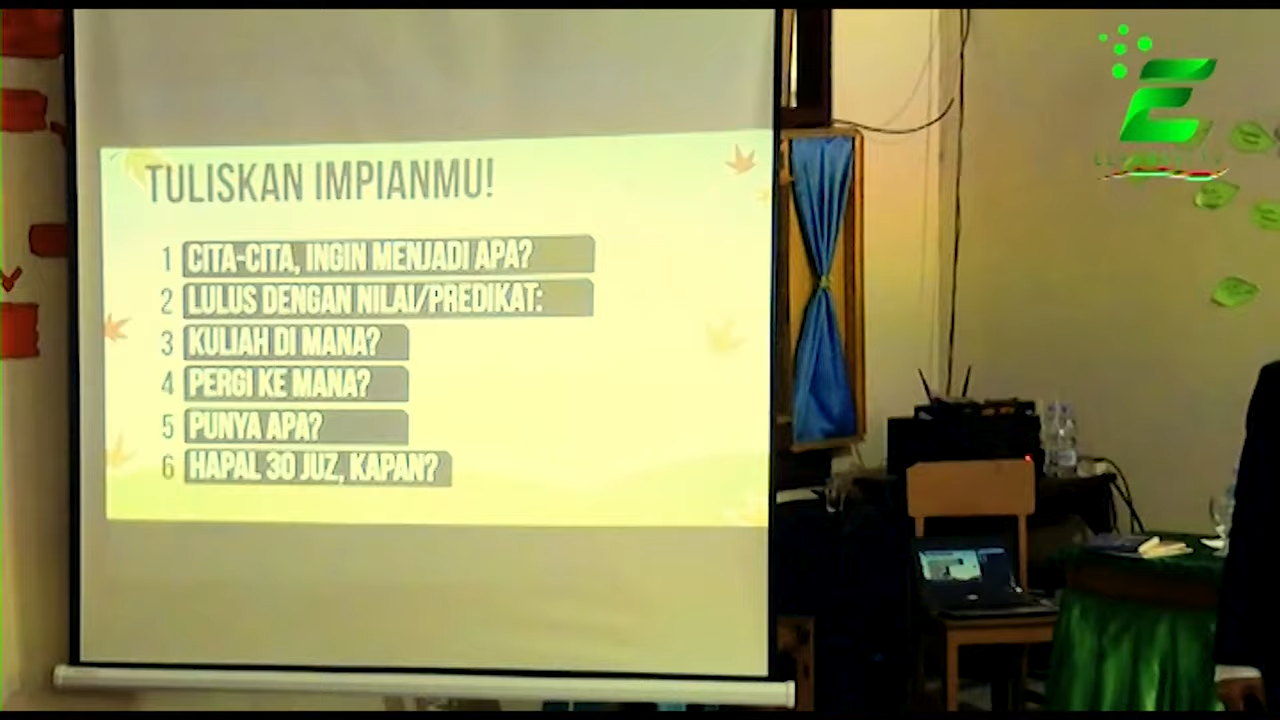 TULISKAN IMPIANMU!
1 CITA-CITA, INGIN MENJADI APA?
2 LULUS DENGAN NILAI/PREDIKAT:
3 KULIAH DI MANA?
4 PERGI KE MANA?
5 PUNYA APA?
6 HAPAL 30 JUZ, KAPAN?
E